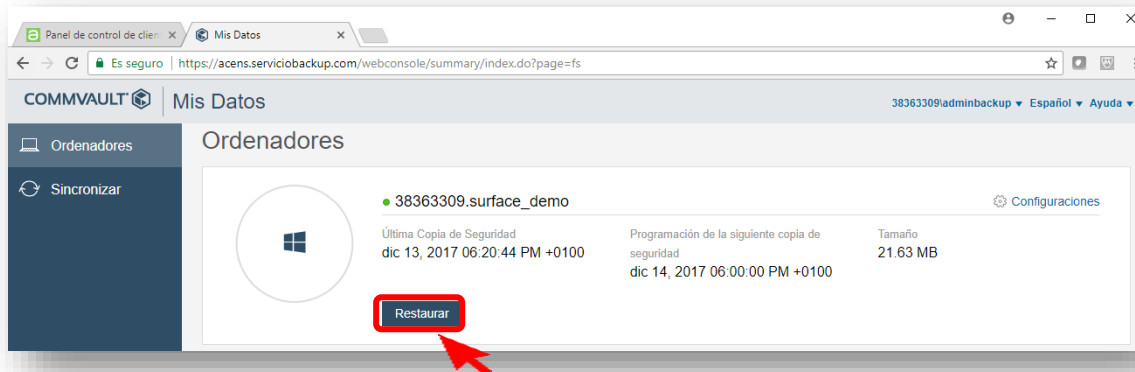 Panel de control de clien
Mis Datos
Es seguro | https://acens.serviciobackup.com/webconsole/summary/index.do?page=fs
COMMVAULT Mis Datos
38363309\adminbackup Español Ayuda
Ordenadores
Sincronizar
Ordenadores
38363309.surface_demo
Configuraciones
Última Copia de Seguridad
dic 13, 2017 06:20:44 PM +0100
Programación de la siguiente copia de
seguridad
dic 14, 2017 06:00:00 PM +0100
Tamaño
21.63 MB
Restaurar